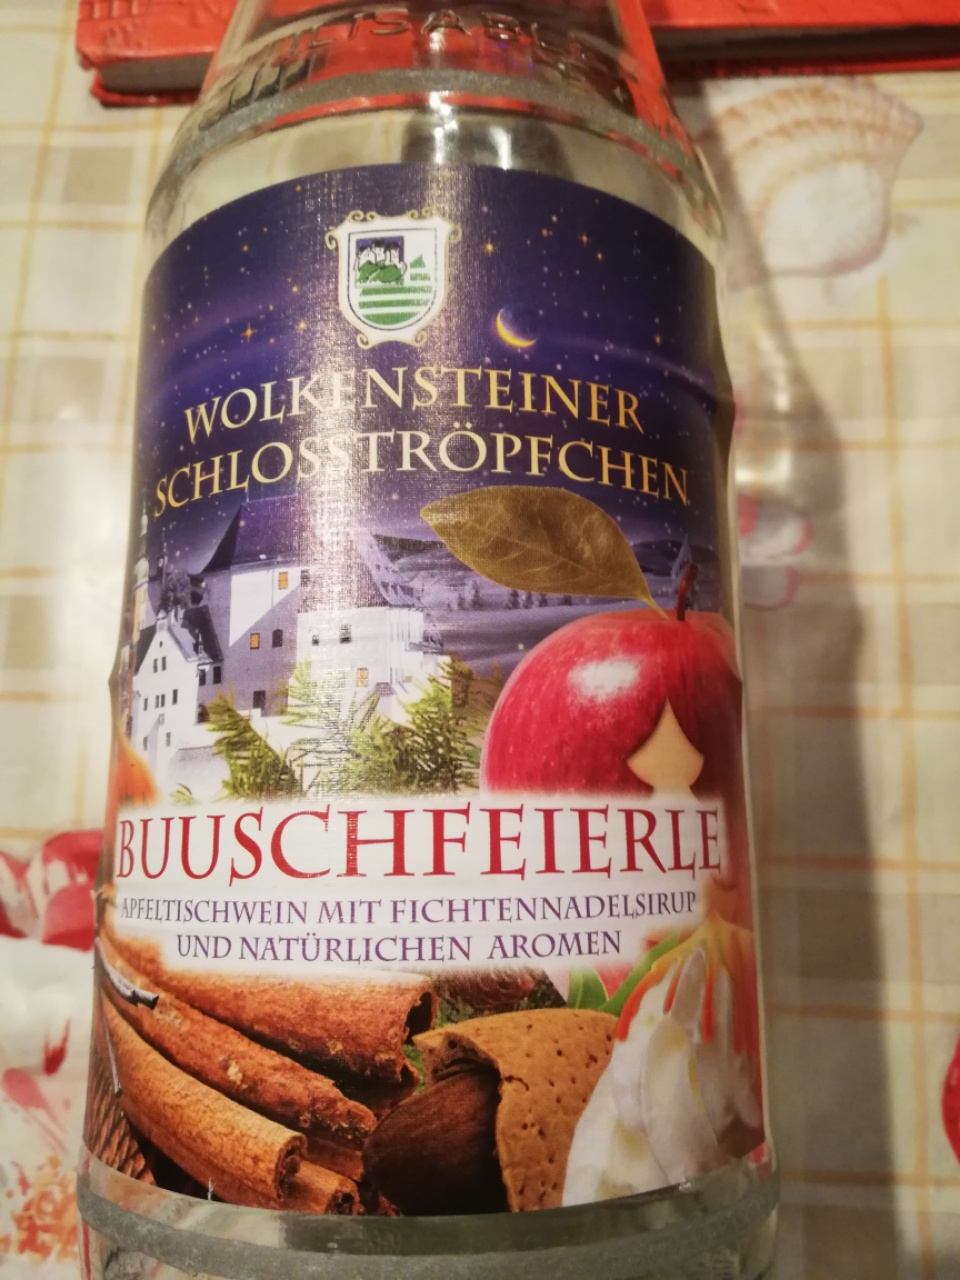 WOLKENSTEINER
SCHLOSSTRÖPFCHEN
BUUSCHFEIERLE
APFELTISCHWEIN MIT FICHTENNADELSIRUP
UND NATÜRLICHEN AROMEN